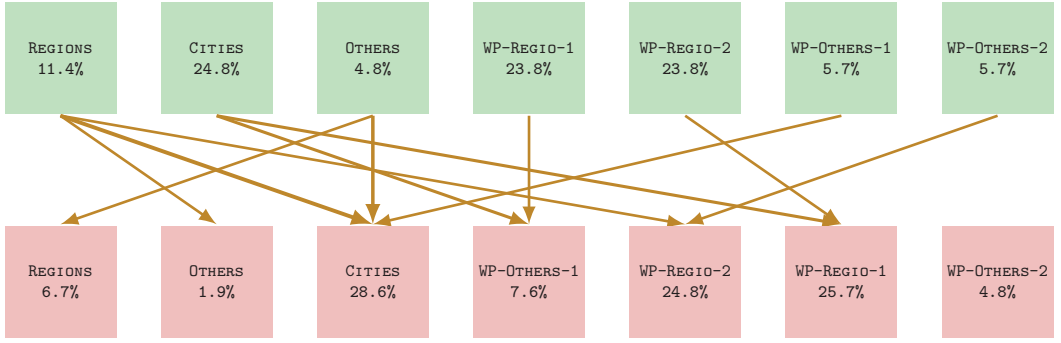 Regions
11.4%
Cities
24.8%
Others
4.8%
WP-Regio-1
23.8%
WP-Regio-2
23.8%
WP-Others-1
5.7%
WP-Others-2
5.7%
Regions
6.7%
Others
1.9%
Cities
28.6%
WP-Others-1
7.6%
WP-Regio-2
24.8%
WP-Regio-1
25.7%
WP-Others-2
4.8%